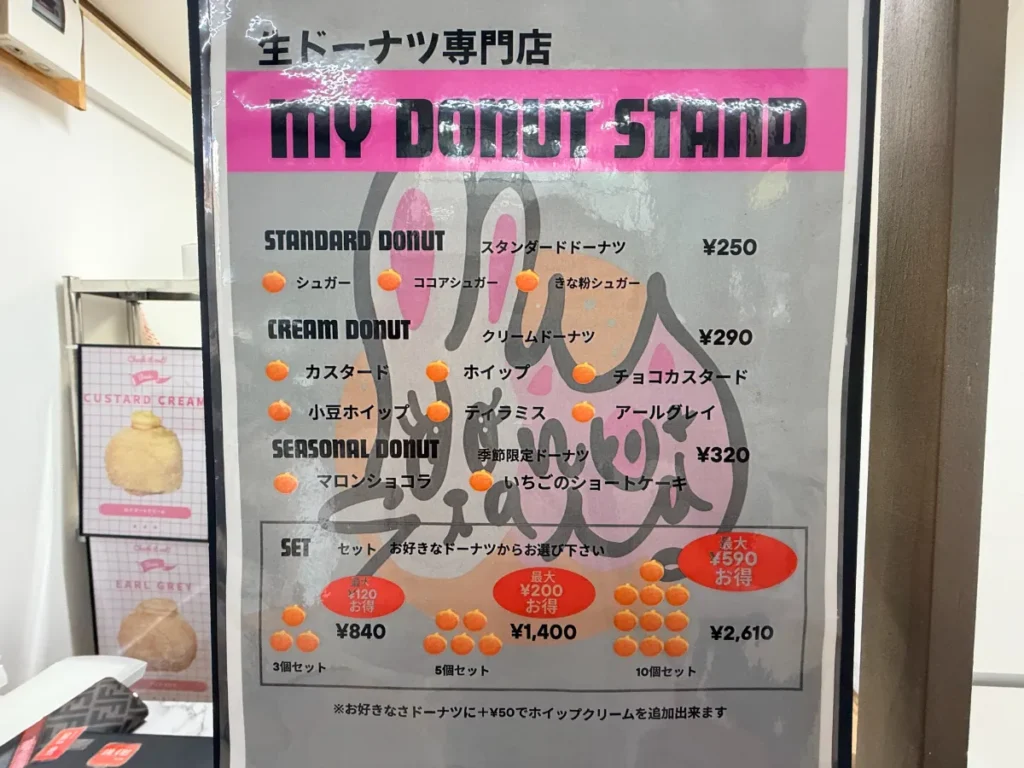 生ドーナツ専門店
MY DONUT STAND
STANDARD DONUT スタンダードドーナツ ¥250
シュガー ココアシュガー きな粉シュガー
CREAM DONUT クリームドーナツ ¥290
カスタード ホイップ チョコカスタード
小豆ホイップ ティラミス アールグレイ
SEASONAL DONUT 季節限定ドーナツ ¥320
マロンショコラ いちごのショートケーキ
SET セット お好きなドーナツからお選び下さい
最大 ¥120 お得
最大 ¥200 お得
最大 ¥590 お得
¥840 ¥1,400 ¥2,610
3個セット 5個セット 10個セット
※お好きなさドーナツに＋¥50でホイップクリームを追加出来ます
Check it out!
CUSTARD CREAM
Check it out!
EARL GREY